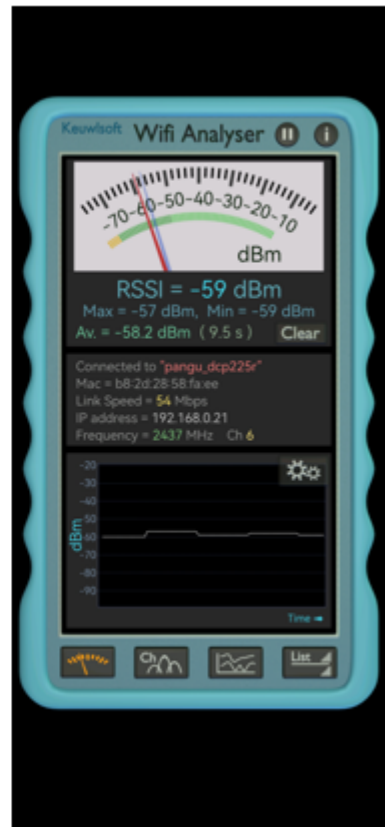 Keuwlsoft Wifi Analyser
-70 -60 -50 -40 -30 -20 -10
dBm
RSSI = -59 dBm
Max = -57 dBm, Min = -59 dBm
Av. = -58.2 dBm ( 9.5 s ) Clear
Connected to "pangu_dcp225r"
Mac = b8:2d:28:58:fa:ee
Link Speed = 54 Mbps
IP address = 192.168.0.21
Frequency = 2437 MHz Ch 6
-20
-30
-40
-50
-60
-70
-80
-90
dBm
Time
Ch
List